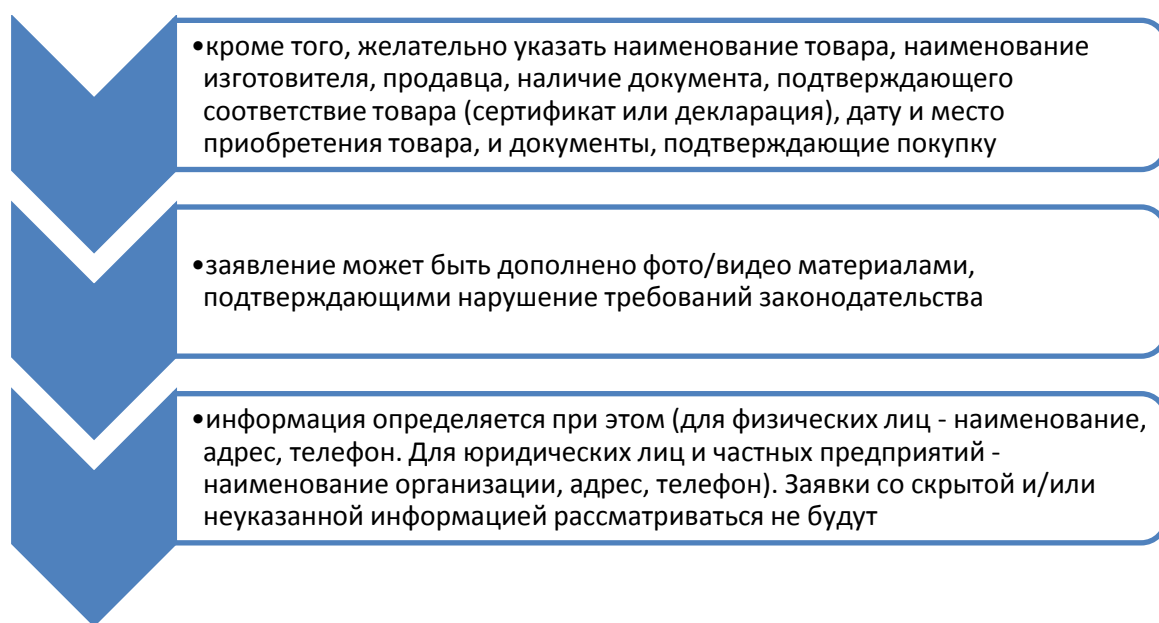 •кроме того, желательно указать наименование товара, наименование
изготовителя, продавца, наличие документа, подтверждающего
соответствие товара (сертификат или декларация), дату и место
приобретения товара, и документы, подтверждающие покупку
•заявление может быть дополнено фото/видео материалами,
подтверждающими нарушение требований законодательства
•информация определяется при этом (для физических лиц - наименование,
адрес, телефон. Для юридических лиц и частных предприятий -
наименование организации, адрес, телефон). Заявки со скрытой и/или
неуказанной информацией рассматриваться не будут